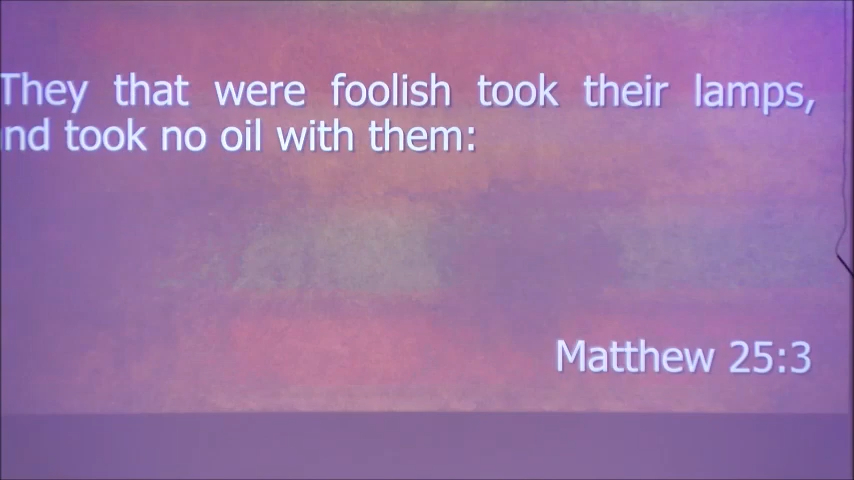 They that were foolish took their lamps,
nd took no oil with them:
Matthew 25:3